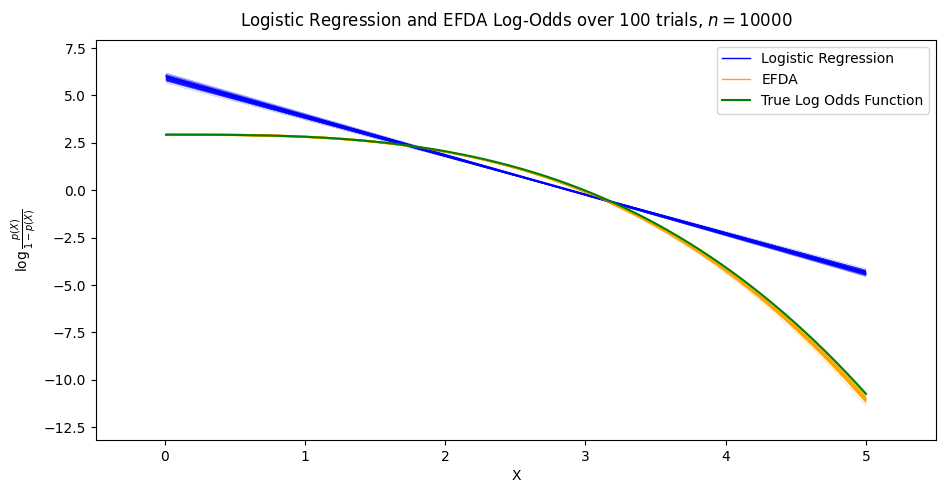 Logistic Regression and EFDA Log-Odds over 100 trials, n = 10000
7.5
5.0
2.5
0.0
−2.5
−5.0
−7.5
−10.0
−12.5
log p(X) / 1 − p(X)
Logistic Regression
EFDA
True Log Odds Function
0 1 2 3 4 5
X